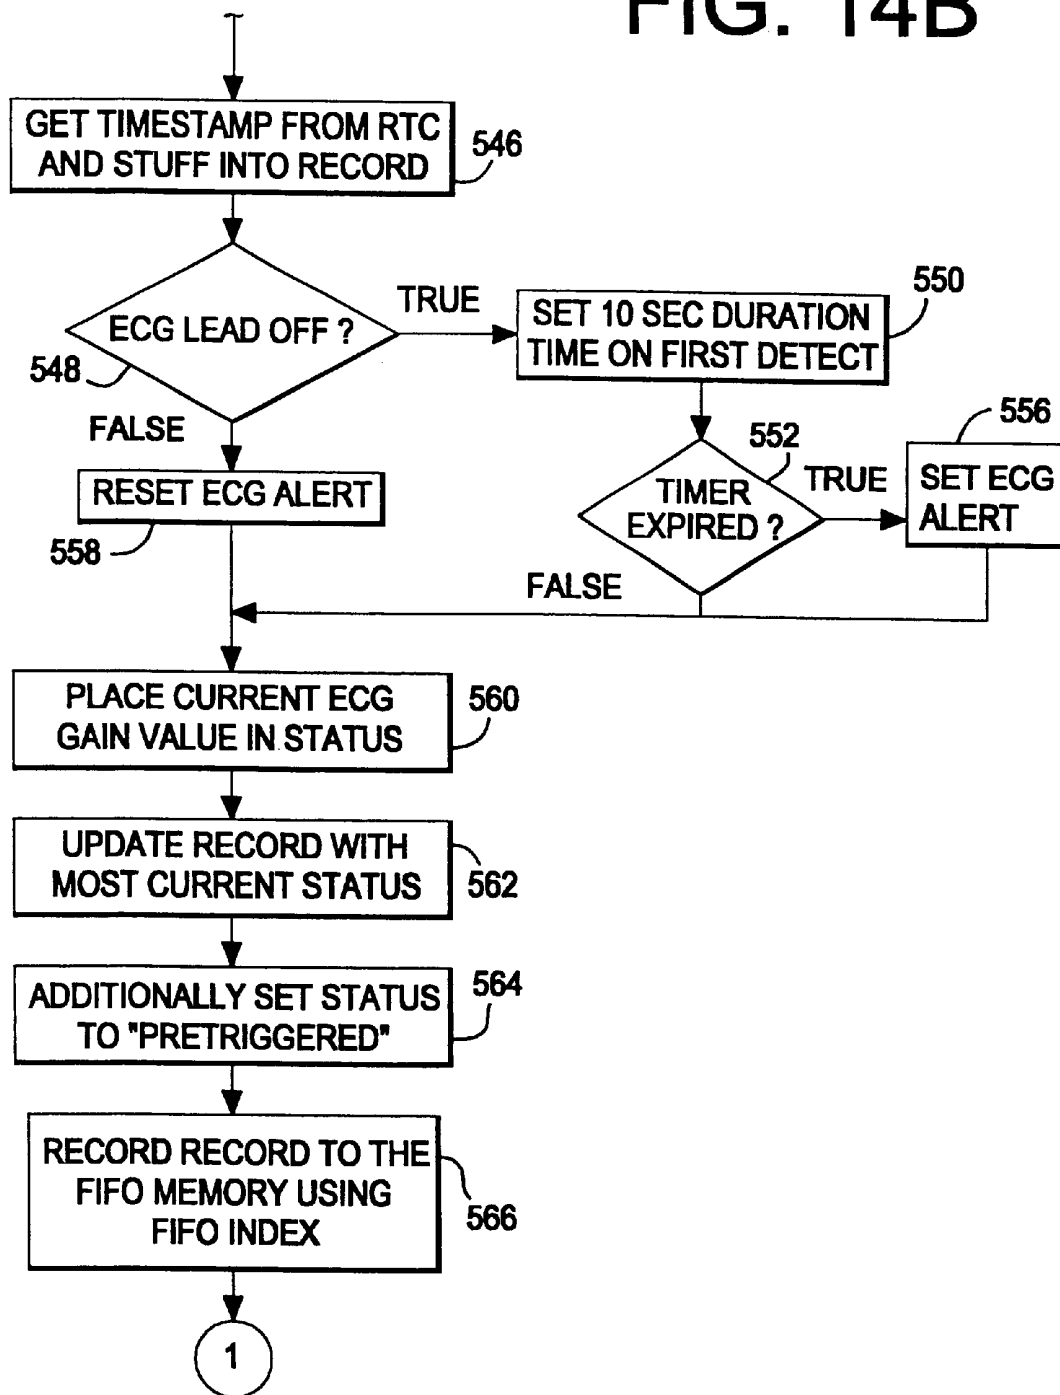 FIG. 14B
GET TIMESTAMP FROM RTC
AND STUFF INTO RECORD
546
ECG LEAD OFF ?
548
TRUE
SET 10 SEC DURATION
TIME ON FIRST DETECT
550
FALSE
RESET ECG ALERT
558
TIMER
EXPIRED ?
552
TRUE
SET ECG
ALERT
556
FALSE
PLACE CURRENT ECG
GAIN VALUE IN STATUS
560
UPDATE RECORD WITH
MOST CURRENT STATUS
562
ADDITIONALLY SET STATUS
TO "PRETRIGGERED"
564
RECORD RECORD TO THE
FIFO MEMORY USING
FIFO INDEX
566
1